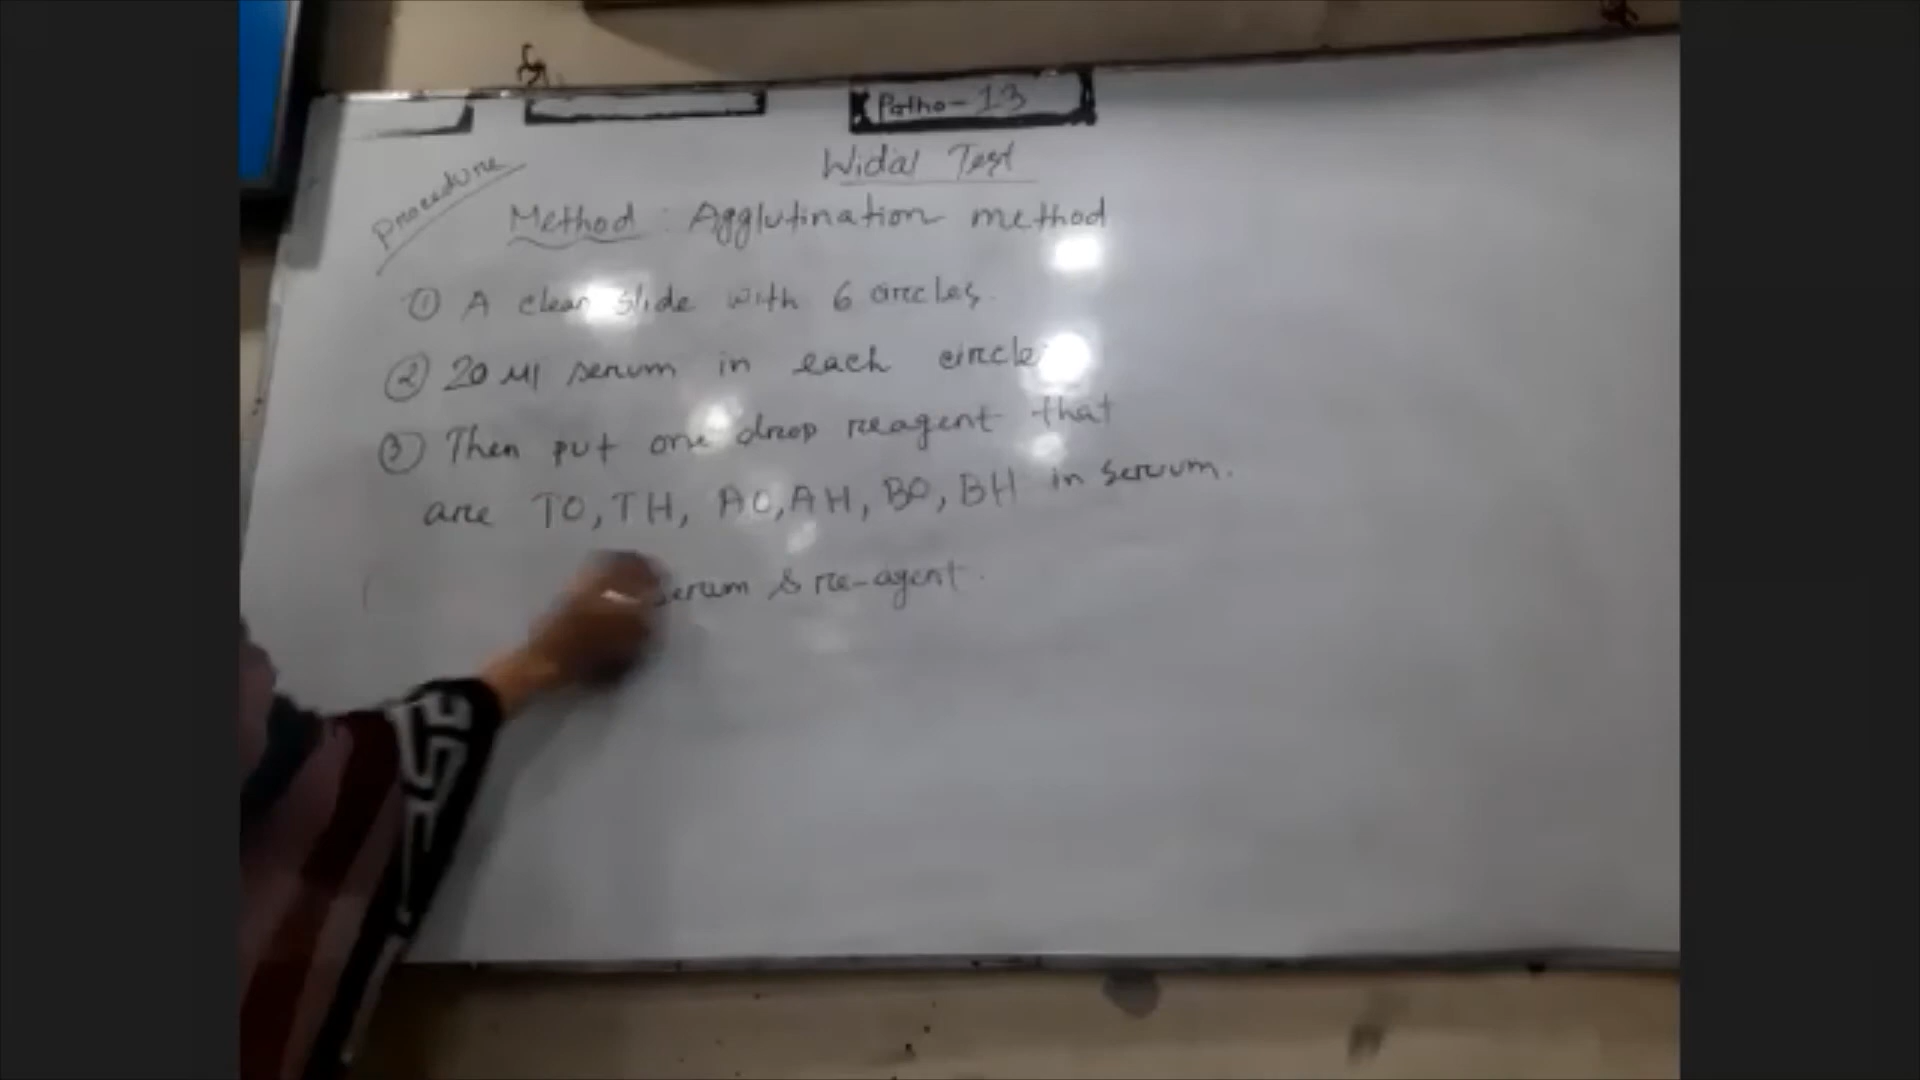 Patho-13
Widal Test
Procedure
Method: Agglutination method
① A clean slide with 6 circles.
② 20 μl serum in each circle
③ Then put one drop reagent that
are TO, TH, AO, AH, BO, BH in serum.
serum & re-agent.